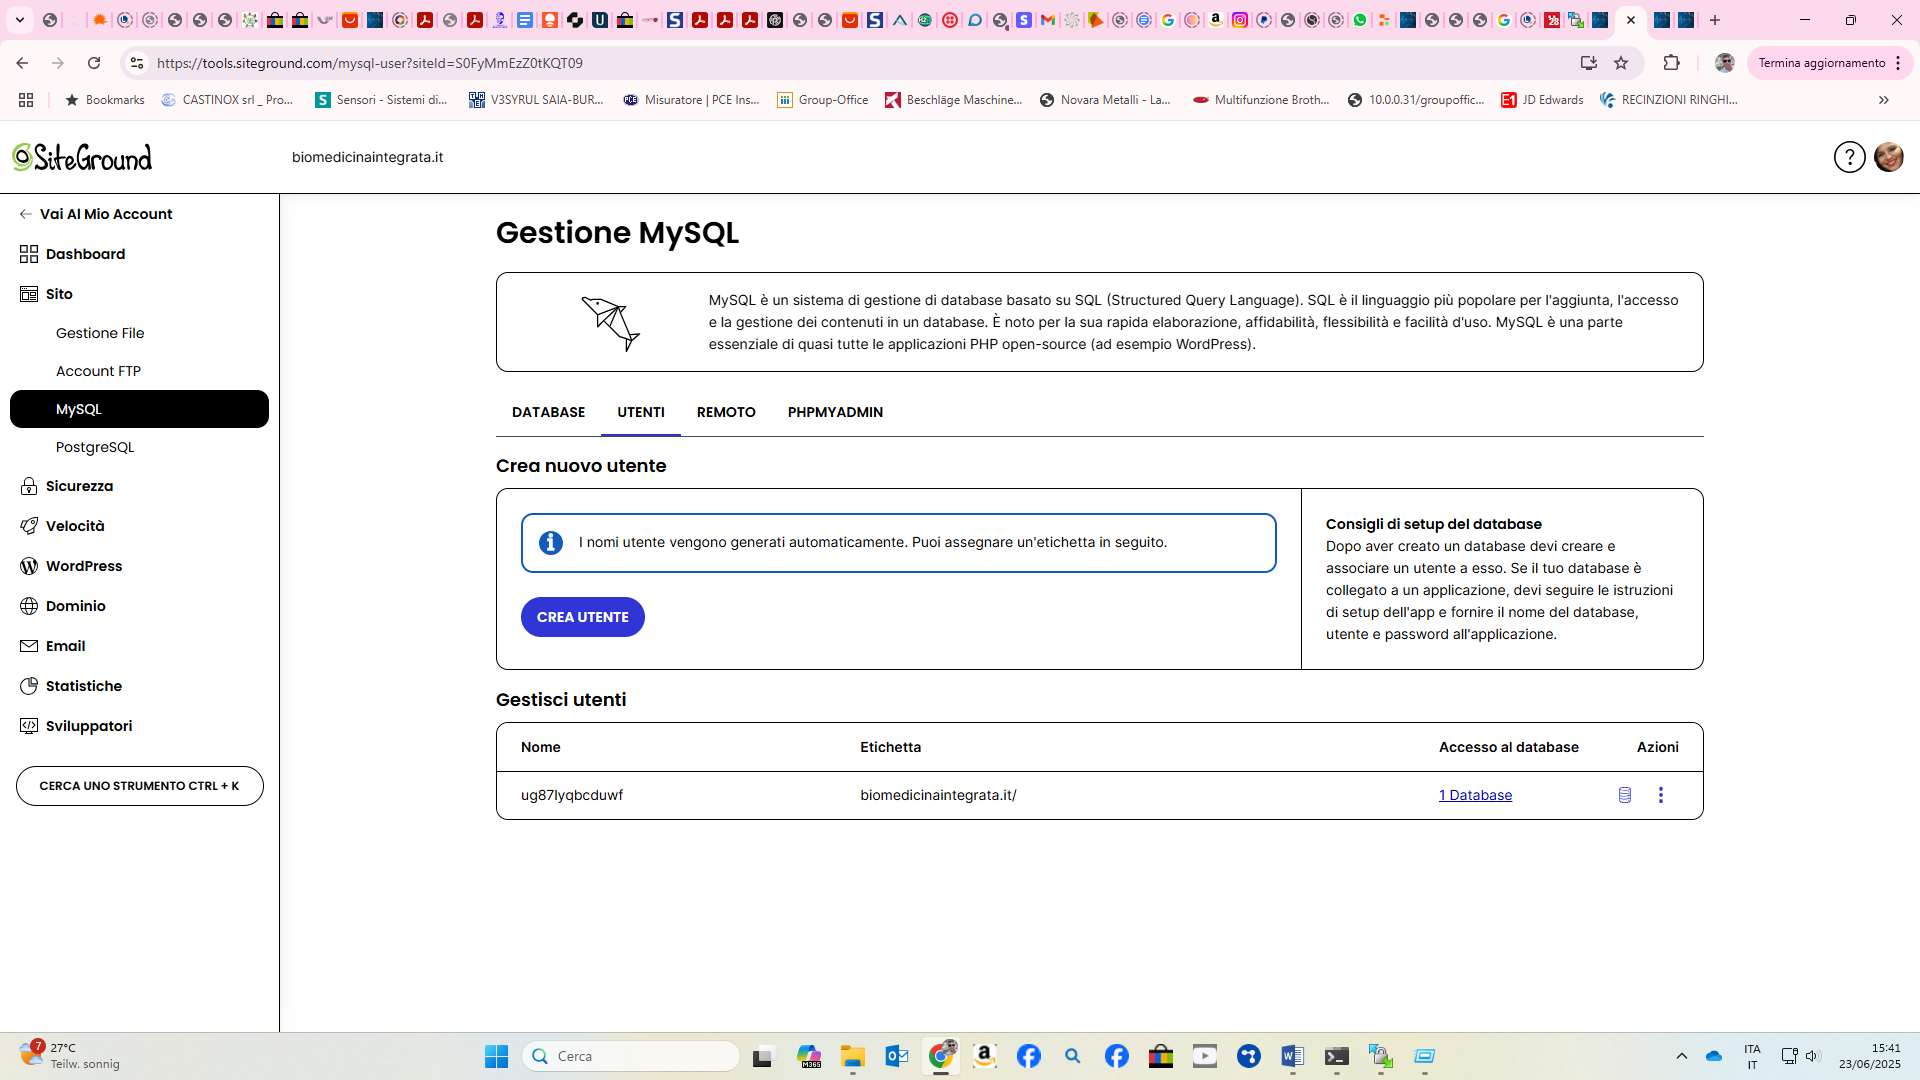 https://tools.siteground.com/mysql-user?siteId=S0FyMmEzZ0tKQT09
Termina aggiornamento
Bookmarks
CASTINOX srl _ Pro...
Sensori - Sistemi di...
V3SYRUL SAIA-BUR...
Misuratore | PCE Ins...
Group-Office
Beschläge Maschine...
Novara Metalli - La...
Multifunzione Broth...
10.0.0.31/groupoffic...
JD Edwards
RECINZIONI RINGHI...
SiteGround
biomedicinaintegrata.it
?
Vai Al Mio Account
Dashboard
Sito
Gestione File
Account FTP
MySQL
PostgreSQL
Sicurezza
Velocità
WordPress
Dominio
Email
Statistiche
Sviluppatori
CERCA UNO STRUMENTO CTRL + K
Gestione MySQL
MySQL è un sistema di gestione di database basato su SQL (Structured Query Language). SQL è il linguaggio più popolare per l'aggiunta, l'accesso
e la gestione dei contenuti in un database. È noto per la sua rapida elaborazione, affidabilità, flessibilità e facilità d'uso. MySQL è una parte
essenziale di quasi tutte le applicazioni PHP open-source (ad esempio WordPress).
DATABASE
UTENTI
REMOTO
PHPMYADMIN
Crea nuovo utente
I nomi utente vengono generati automaticamente. Puoi assegnare un'etichetta in seguito.
CREA UTENTE
Consigli di setup del database
Dopo aver creato un database devi creare e
associare un utente a esso. Se il tuo database è
collegato a un applicazione, devi seguire le istruzioni
di setup dell'app e fornire il nome del database,
utente e password all'applicazione.
Gestisci utenti
Nome
Etichetta
Accesso al database
Azioni
biomedicinaintegrata.it/
1 Database
7
27°C
Teilw. sonnig
Cerca
ITA
IT
15:41
23/06/2025